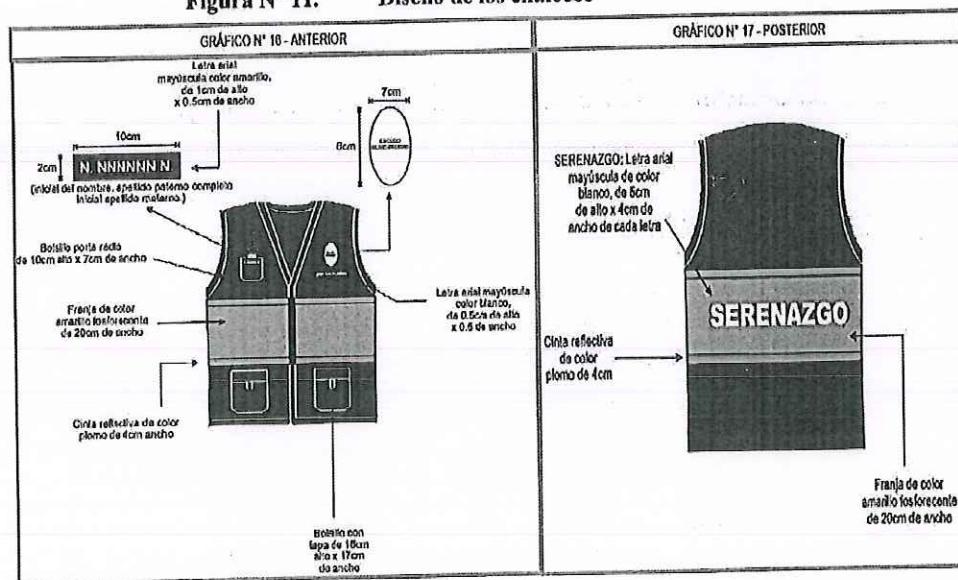 Figura N° 11. Diseño de los chalecos
GRÁFICO N° 16 - ANTERIOR
Letra arial
mayúscula color amarillo,
de 1cm de alto
x 0.5cm de ancho
7cm
10cm
2cm
N. NNNNNN N.
(inicial del nombre, apellido paterno completo
inicial apellido materno.)
Bolsillo porta radio
de 10cm alto x 7cm de ancho
Franja de color
amarillo fosforecente
de 20cm de ancho
Letra arial mayúscula
color blanco,
de 0.5cm de alto
x 0.5 de ancho
Cinta reflectiva de color
plomo de 4cm ancho
Bolsillo con
tapa de
alto x 17cm
de ancho
GRÁFICO N° 17 - POSTERIOR
SERENAZGO: Letra arial
mayúscula de color
blanco, de
de alto x 4cm de
ancho de cada letra
SERENAZGO
Cinta reflectiva
de color
plomo de 4cm
Franja de color
amarillo fosforecente
de 20cm de ancho